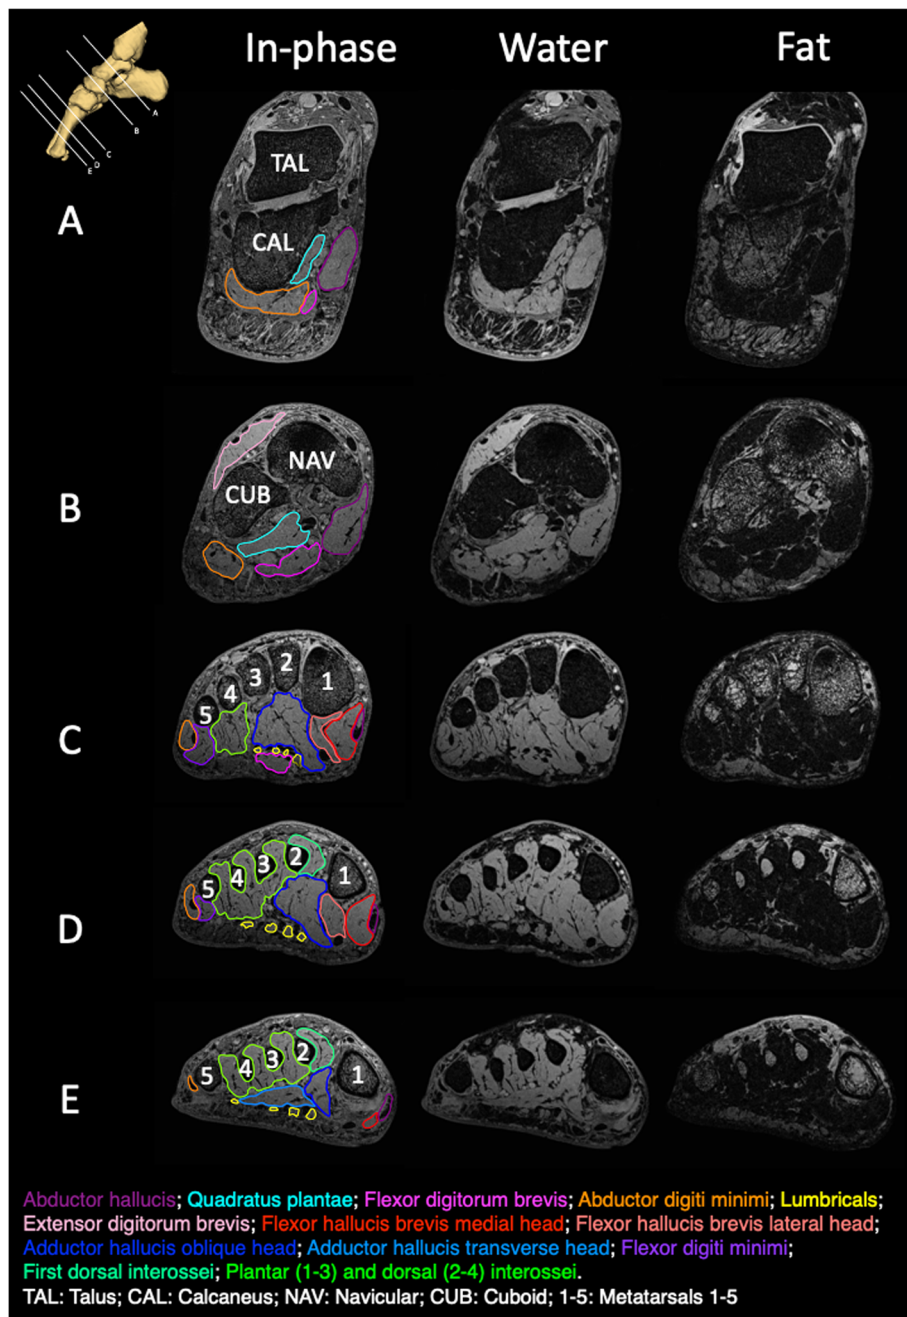 In-phase Water Fat
A
B
C
D
E
A
TAL
CAL
B
NAV
CUB
C
1
2
3
4
5
D
1
2
3
4
5
E
1
2
3
4
5
Abductor hallucis; Quadratus plantae; Flexor digitorum brevis; Abductor digiti minimi; Lumbricals;
Extensor digitorum brevis; Flexor hallucis brevis medial head; Flexor hallucis brevis lateral head;
Adductor hallucis oblique head; Adductor hallucis transverse head; Flexor digiti minimi;
First dorsal interossei; Plantar (1-3) and dorsal (2-4) interossei.
TAL: Talus; CAL: Calcaneus; NAV: Navicular; CUB: Cuboid; 1-5: Metatarsals 1-5